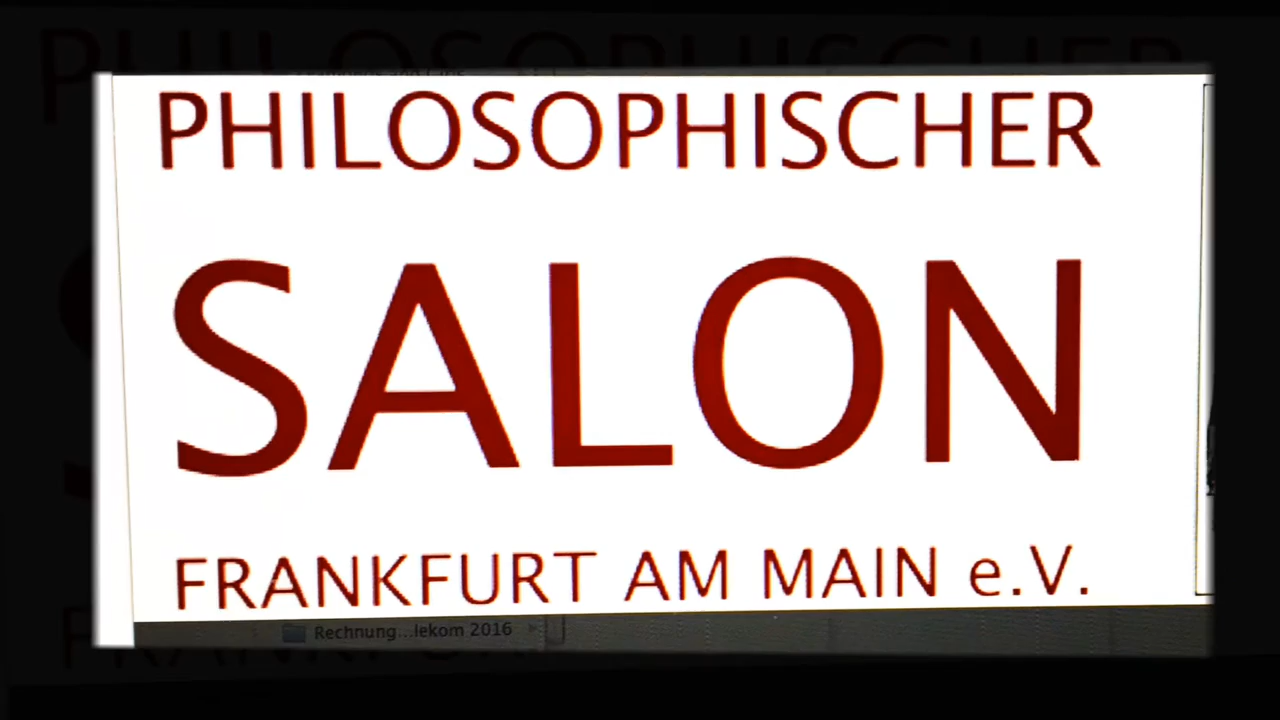 PHILOSOPHISCHER
SALON
FRANKFURT AM MAIN e.V.
Rechnung...lekom 2016